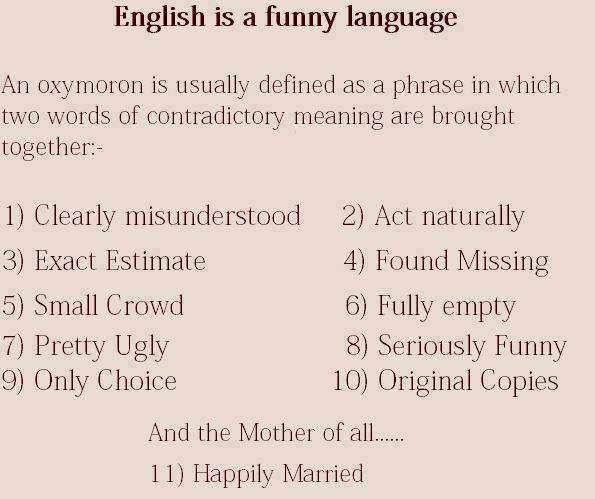 English is a funny language
An oxymoron is usually defined as a phrase in which
two words of contradictory meaning are brought
together:-
1) Clearly misunderstood 2) Act naturally
3) Exact Estimate 4) Found Missing
5) Small Crowd 6) Fully empty
7) Pretty Ugly 8) Seriously Funny
9) Only Choice 10) Original Copies
And the Mother of all......
11) Happily Married